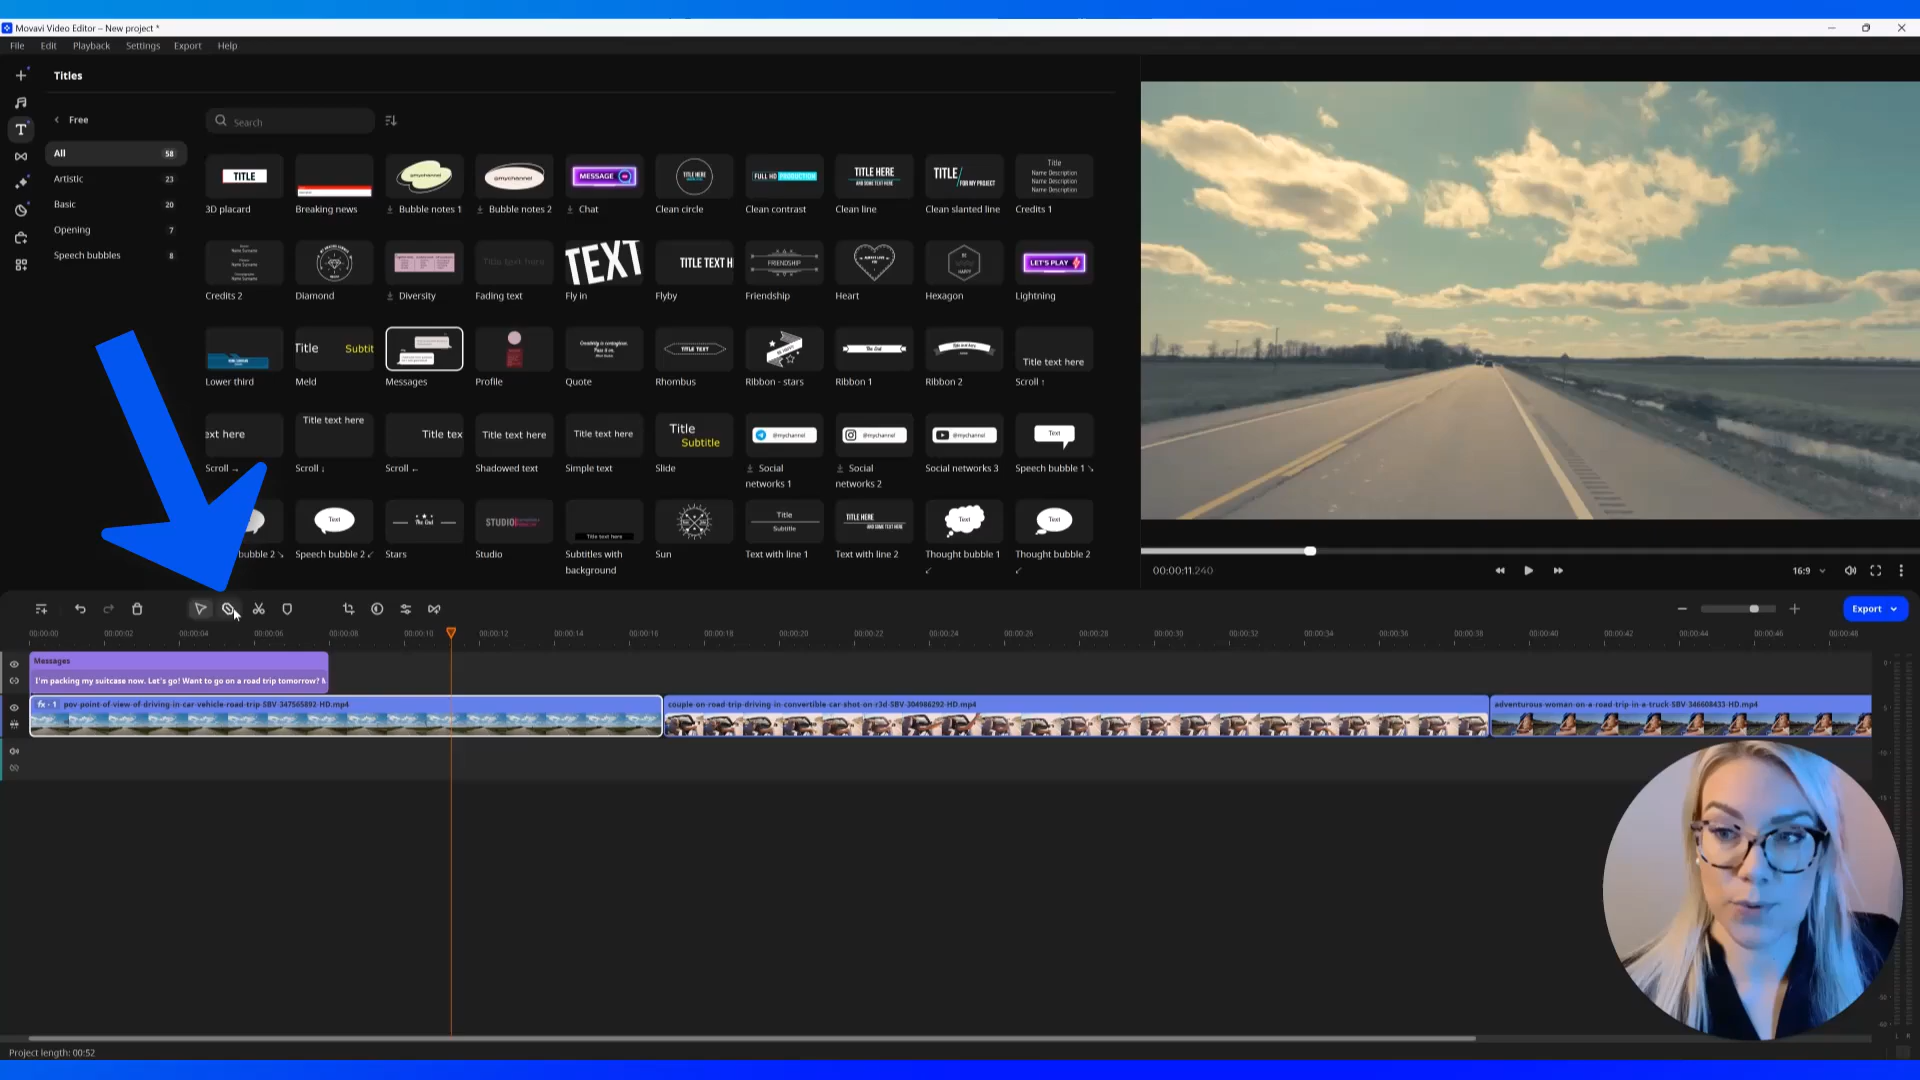 Movavi Video Editor – New project *
File Edit Playback Settings Export Help
Titles
Free
Search
All 58
Artistic 23
Basic 20
Opening 7
Speech bubbles 8
TITLE
@mychannel
@mychannel
MESSAGE
TITLE HERE
FULL HD PRODUCTION
TITLE HERE
AND SOME TEXT HERE
TITLE/
FOR MY PROJECT
Title
Name Description
Name Description
Name Description
3D placard
Breaking news
Bubble notes 1
Bubble notes 2
Chat
Clean circle
Clean contrast
Clean line
Clean slanted line
Credits 1
Title text here
TEXT
TITLE TEXT H
FRIENDSHIP
LET'S PLAY
Credits 2
Diamond
Diversity
Fading text
Fly in
Flyby
Friendship
Heart
Hexagon
Lightning
Title Subtit
TITLE TEXT
The End
Title text here
Lower third
Meld
Messages
Profile
Quote
Rhombus
Ribbon - stars
Ribbon 1
Ribbon 2
Scroll ↑
ext here
Title text here
Title tex
Title text here
Title text here
Title
Subtitle
@mychannel
@mychannel
@mychannel
Text
Scroll →
Scroll ↓
Scroll ←
Shadowed text
Simple text
Slide
Social
networks 1
Social
networks 2
Social networks 3
Speech bubble 1 ↘
Text
The End
STUDIO
Title text here
Title
Subtitle
TITLE HERE
AND SOME TEXT HERE
Text
Text
bubble 2 ↘
Speech bubble 2 ↙
Stars
Studio
Subtitles with
background
Sun
Text with line 1
Text with line 2
Thought bubble 1
↙
Thought bubble 2
↙
00:00:11.240
16:9
Export
00:00:00 00:00:02 00:00:04 00:00:06 00:00:08 00:00:10 00:00:12 00:00:14 00:00:16 00:00:18 00:00:20 00:00:22 00:00:24 00:00:26 00:00:28 00:00:30 00:00:32 00:00:34 00:00:36 00:00:38 00:00:40 00:00:42 00:00:44 00:00:46 00:00:48
Messages
I'm packing my suitcase now. Let's go! Want to go on a road trip tomorrow?
fx · 1 pov-point-of-view-of-driving-in-car-vehicle-road-trip-SBV-347565892-HD.mp4
couple-on-road-trip-driving-in-convertible-car-shot-on-r3d-SBV-304986292-HD.mp4
adventurous-woman-on-a-road-trip-in-a-truck-SBV-346608433-HD.mp4
0
-5
-10
-15
-50
-60
L R
Project length: 00:52